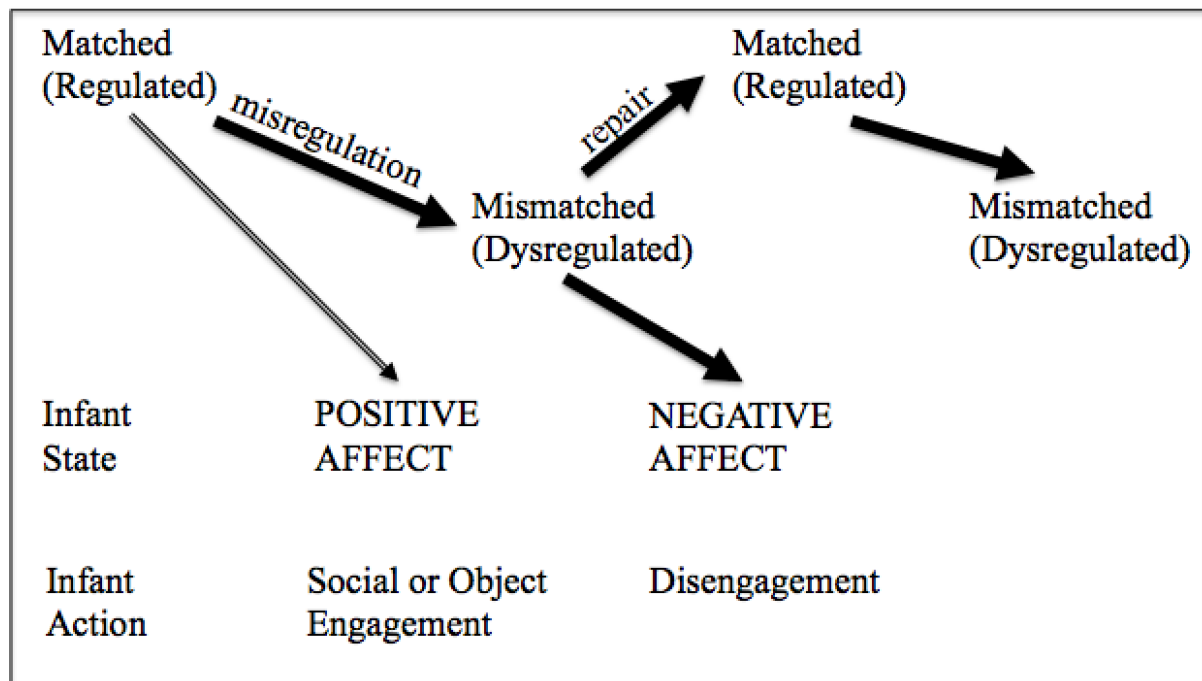 Matched
(Regulated)
misregulation
Mismatched
(Dysregulated)
repair
Matched
(Regulated)
Mismatched
(Dysregulated)
Infant
State
POSITIVE
AFFECT
NEGATIVE
AFFECT
Infant
Action
Social or Object
Engagement
Disengagement